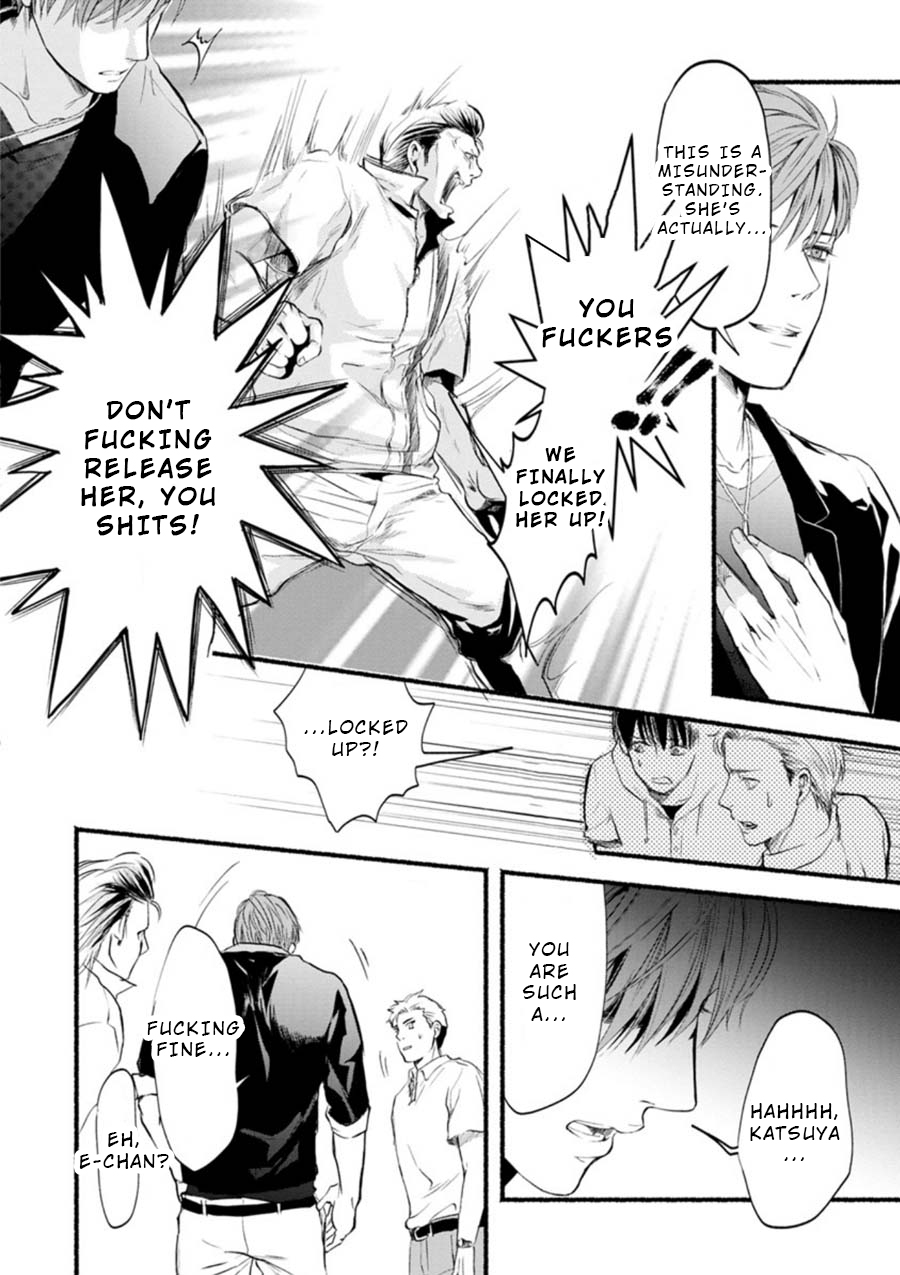 THIS IS A
MISUNDER-
STANDING.
SHE'S
ACTUALLY...
YOU
FUCKERS
!!
WE
FINALLY
LOCKED
HER UP!
DON'T
FUCKING
RELEASE
HER, YOU
SHITS!
...LOCKED
UP?!
HAHHHH,
KATSUYA
...
YOU
ARE
SUCH
A...
FUCKING
FINE...
EH,
E-CHAN?